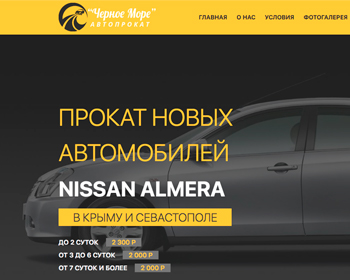 "Черное Море"
АВТОПРОКАТ
ГЛАВНАЯ О НАС УСЛОВИЯ ФОТОГАЛЕРЕЯ
ПРОКАТ НОВЫХ
АВТОМОБИЛЕЙ
NISSAN ALMERA
В КРЫМУ И СЕВАСТОПОЛЕ
ДО 2 СУТОК 2 300 Р
ОТ 3 ДО 6 СУТОК 2 000 Р
ОТ 7 СУТОК И БОЛЕЕ 2 000 Р